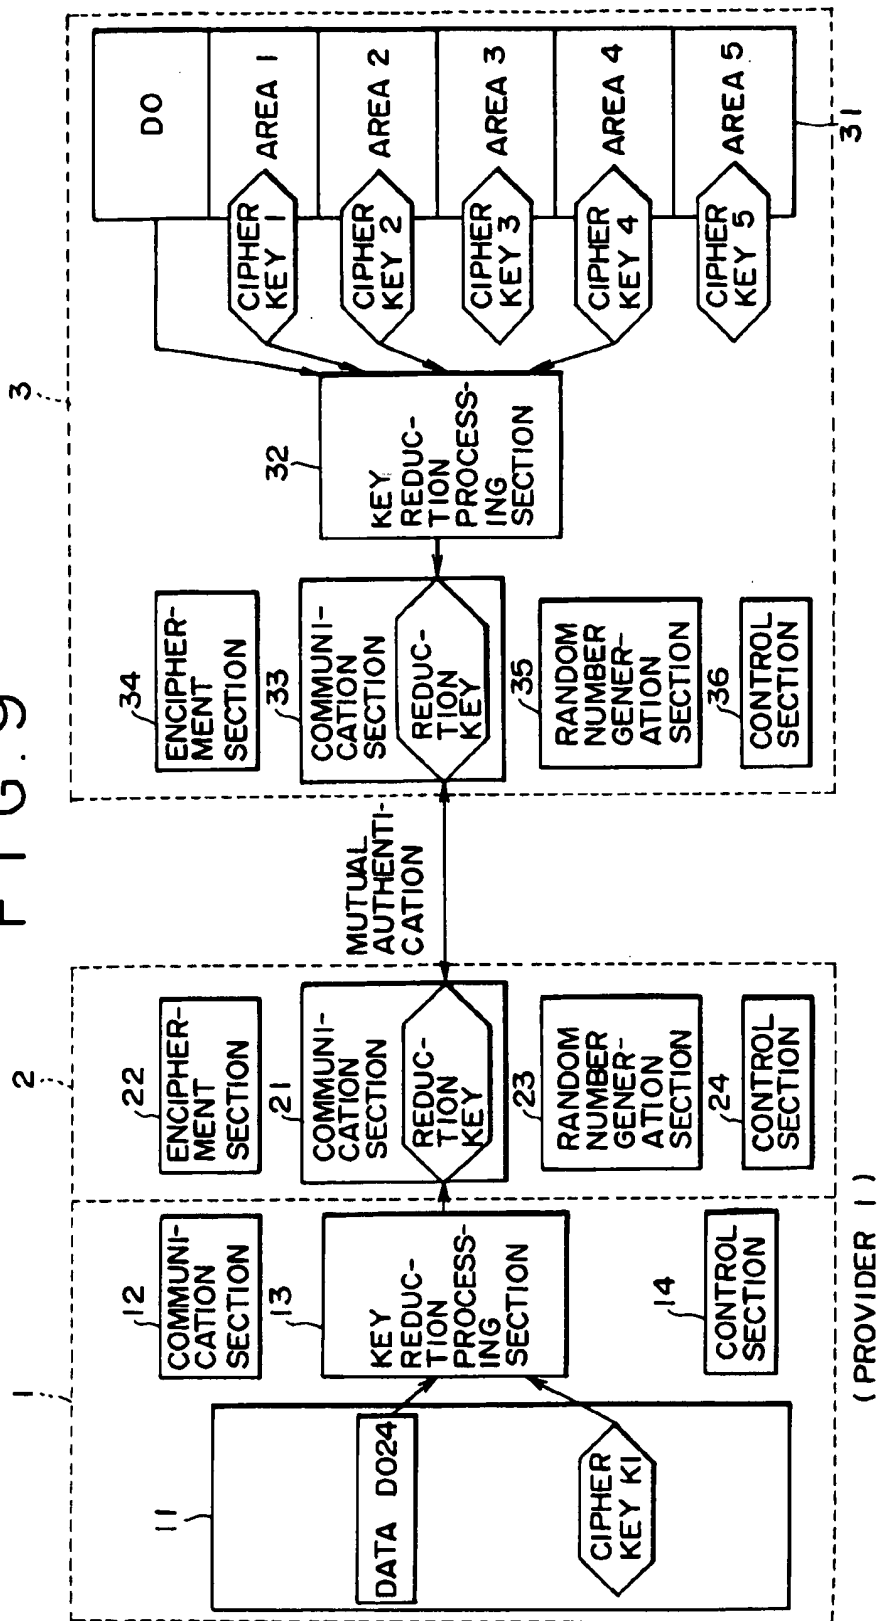 FIG. 9
1
11
DATA D024
CIPHER
KEY K1
12
COMMUNI-
CATION
SECTION
13
KEY
REDUC-
TION
PROCESS-
ING
SECTION
14
CONTROL
SECTION
(PROVIDER 1)
2
22
ENCIPHER-
MENT
SECTION
21
COMMUNI-
CATION
SECTION
REDUC-
TION
KEY
23
RANDOM
NUMBER
GENER-
ATION
SECTION
24
CONTROL
SECTION
MUTUAL
AUTHENTI-
CATION
3
34
ENCIPHER-
MENT
SECTION
33
COMMUNI-
CATION
SECTION
REDUC-
TION
KEY
35
RANDOM
NUMBER
GENER-
ATION
SECTION
36
CONTROL
SECTION
32
KEY
REDUC-
TION
PROCESS-
ING
SECTION
D0
CIPHER
KEY 1
AREA 1
CIPHER
KEY 2
AREA 2
CIPHER
KEY 3
AREA 3
CIPHER
KEY 4
AREA 4
CIPHER
KEY 5
AREA 5
31